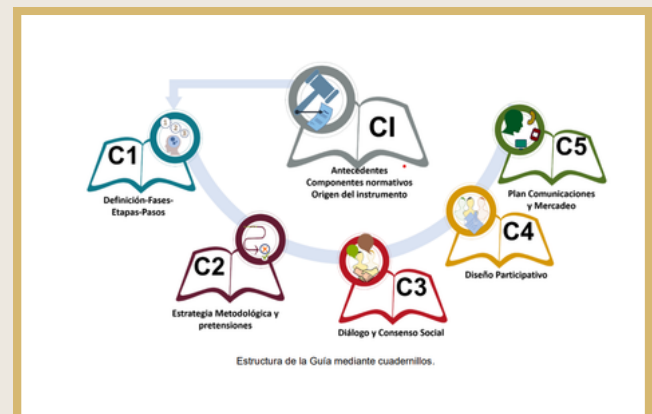 CI
Antecedentes
Componentes normativos
Origen del instrumento
C1
Definición-Fases-
Etapas-Pasos
C2
Estrategia Metodológica y
pretensiones
C3
Diálogo y Consenso Social
C4
Diseño Participativo
C5
Plan Comunicaciones
y Mercadeo
Estructura de la Guía mediante cuadernillos.